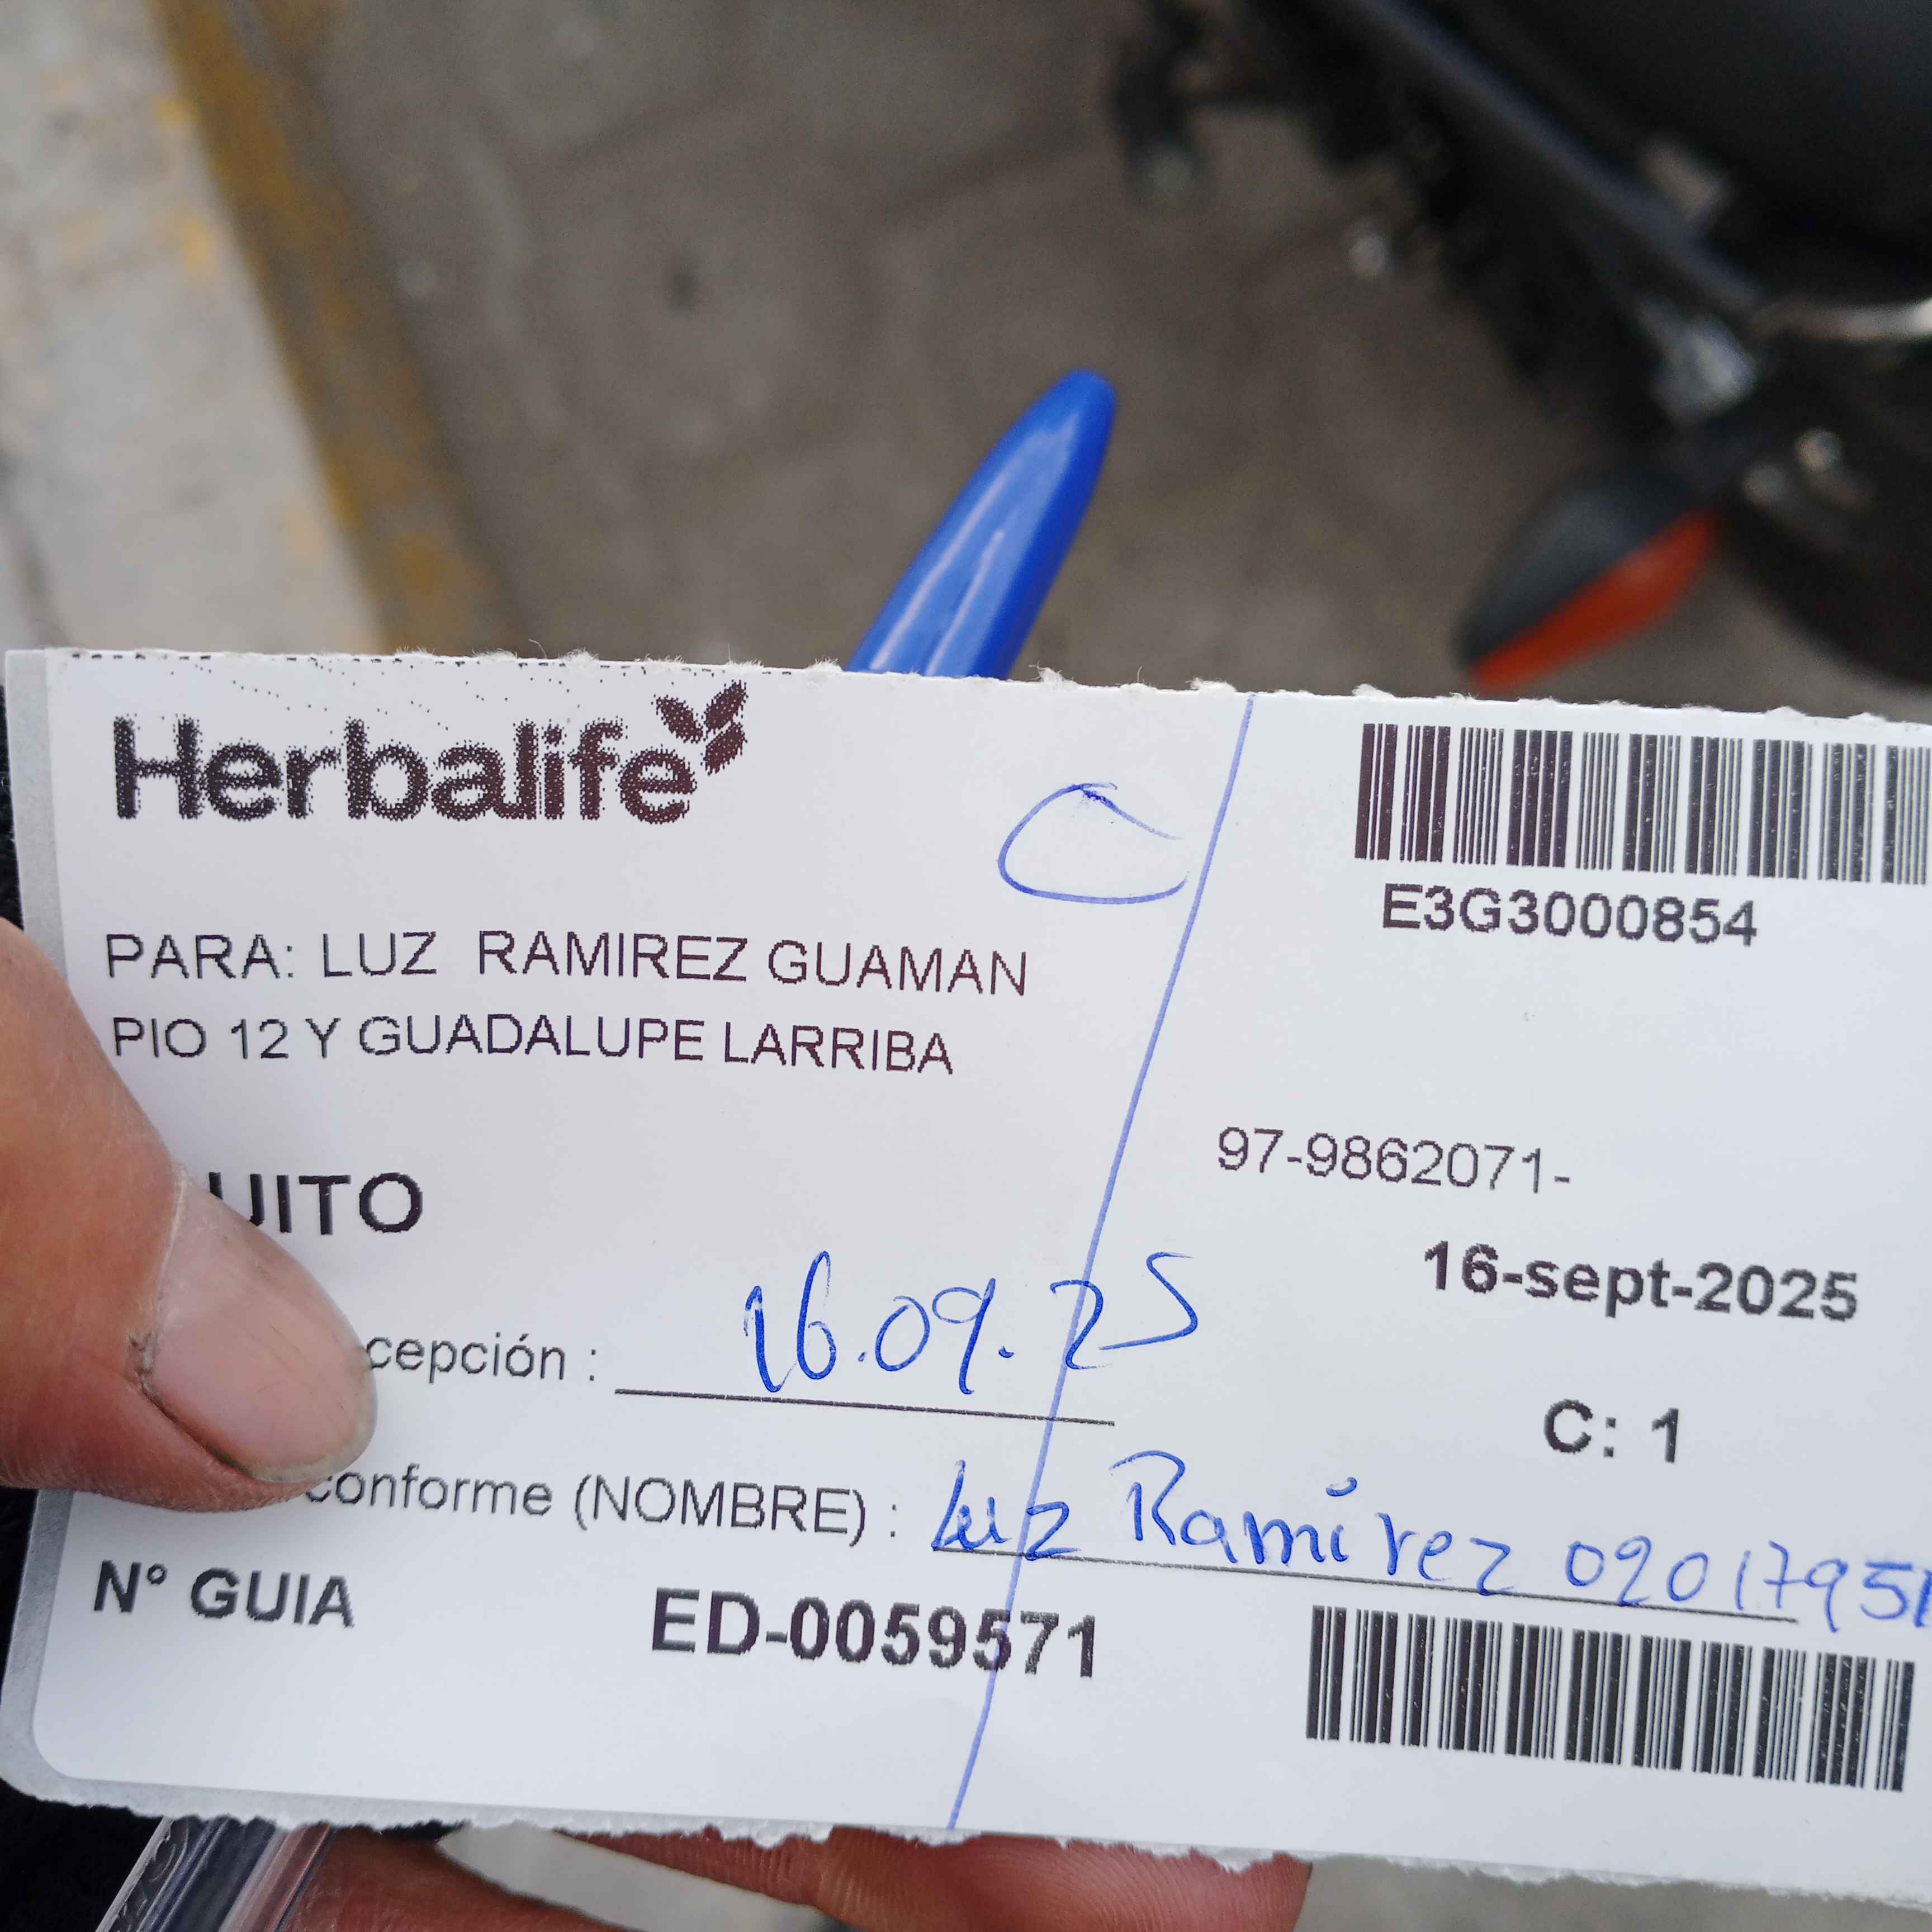 Herbalife
E3G3000854
PARA: LUZ RAMIREZ GUAMAN
PIO 12 Y GUADALUPE LARRIBA
97-9862071-
UITO
16-sept-2025
cepción : 16.09.25
C: 1
conforme (NOMBRE) : Luz Ramirez 02017951
N° GUIA ED-0059571